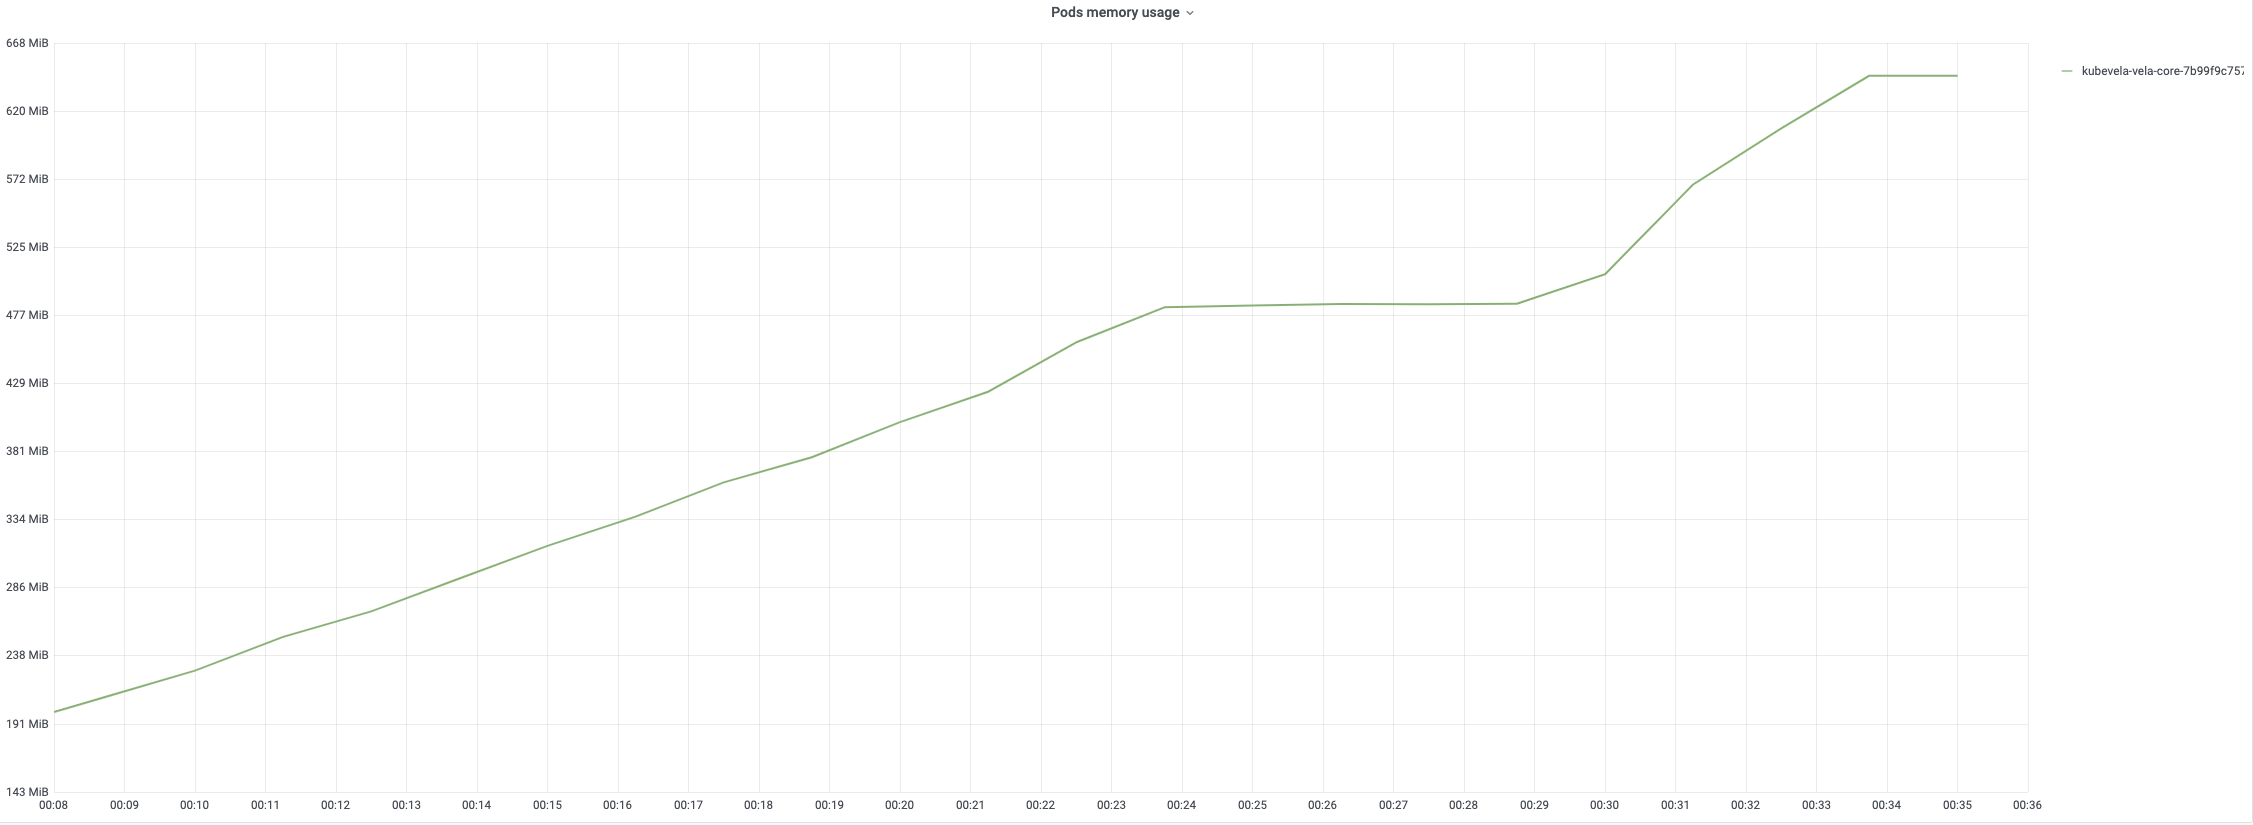 Pods memory usage
668 MiB
620 MiB
572 MiB
525 MiB
477 MiB
429 MiB
381 MiB
334 MiB
286 MiB
238 MiB
191 MiB
143 MiB
00:08 00:09 00:10 00:11 00:12 00:13 00:14 00:15 00:16 00:17 00:18 00:19 00:20 00:21 00:22 00:23 00:24 00:25 00:26 00:27 00:28 00:29 00:30 00:31 00:32 00:33 00:34 00:35 00:36
kubevela-vela-core-7b99f9c757